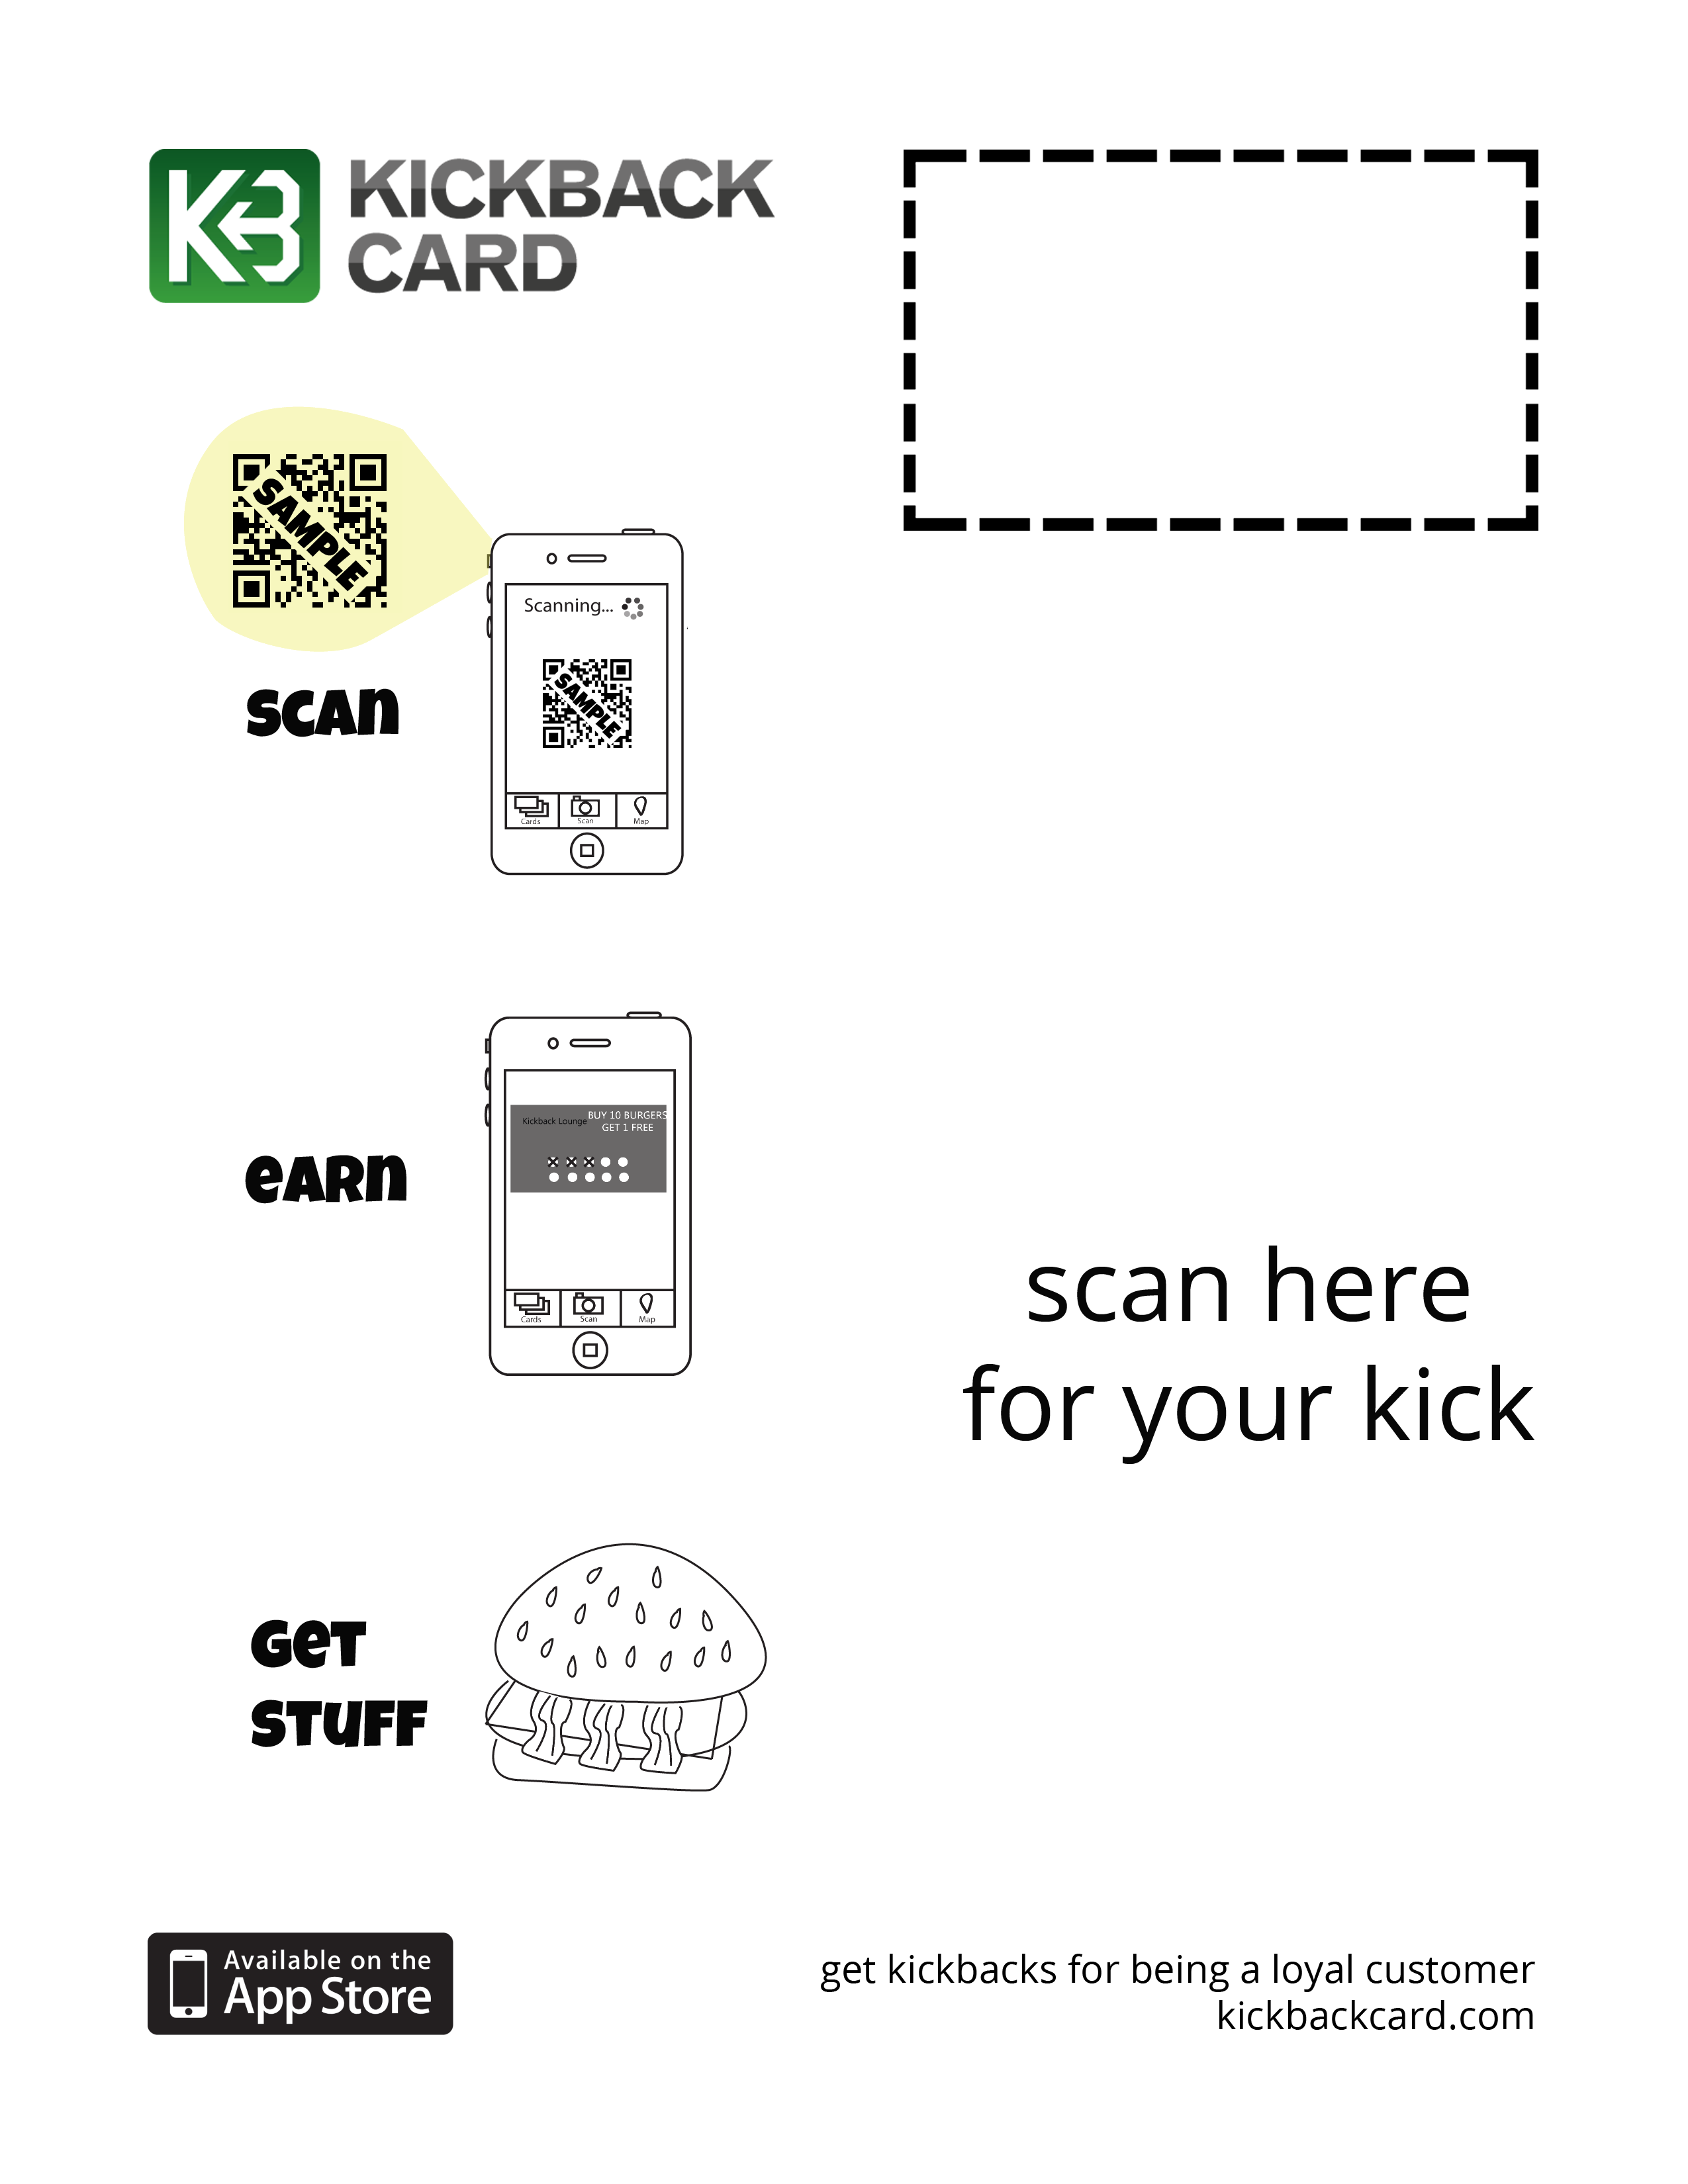 KB KICKBACK
CARD
SAMPLE
Scanning...
SAMPLE
scan
Cards Scan Map
Kickback Lounge
BUY 10 BURGERS
GET 1 FREE
earn
Cards Scan Map
scan here
for your kick
Get
Stuff
Available on the
App Store
get kickbacks for being a loyal customer
kickbackcard.com